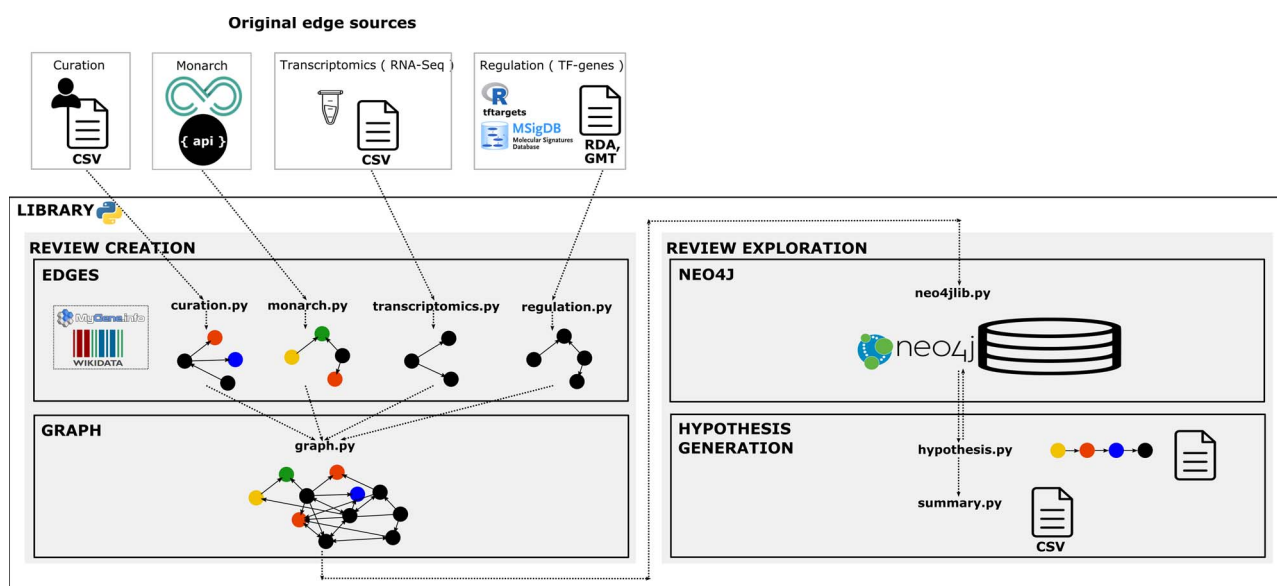 Original edge sources
Curation
CSV
Monarch
{ api }
Transcriptomics ( RNA-Seq )
CSV
Regulation ( TF-genes )
R
tftargets
MSigDB
Molecular Signatures
Database
RDA,
GMT
LIBRARY
REVIEW CREATION
EDGES
MyGene.info
WIKIDATA
curation.py
monarch.py
transcriptomics.py
regulation.py
GRAPH
graph.py
REVIEW EXPLORATION
NEO4J
neo4jlib.py
neo4j
HYPOTHESIS
GENERATION
hypothesis.py
summary.py
CSV